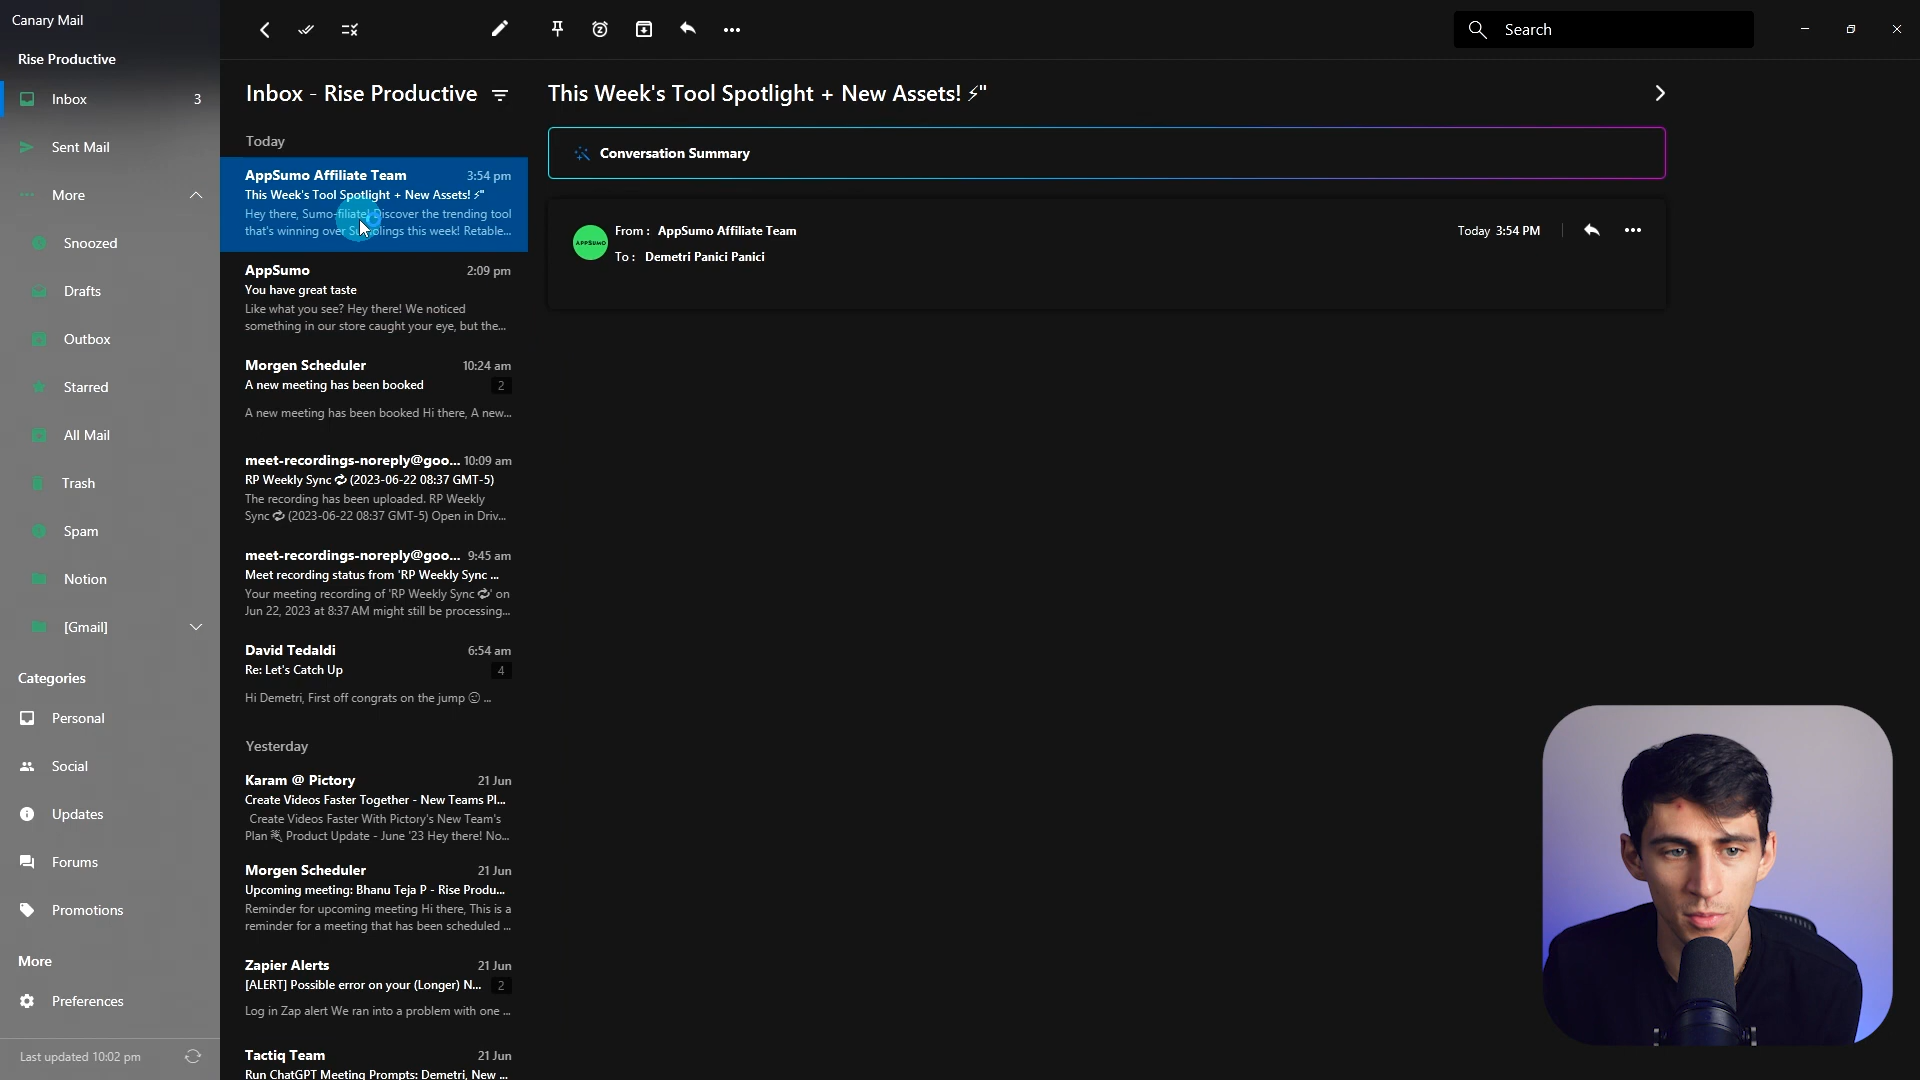 Canary Mail
Rise Productive
Inbox 3
Sent Mail
More
Snoozed
Drafts
Outbox
Starred
All Mail
Trash
Spam
Notion
[Gmail]
Categories
Personal
Social
Updates
Forums
Promotions
More
Preferences
Last updated 10:02 pm
Inbox - Rise Productive
Today
AppSumo Affiliate Team 3:54 pm
This Week's Tool Spotlight + New Assets! ⚡"
Hey there, Sumo-filiate! Discover the trending tool
that's winning over Sumolings this week! Retable...
AppSumo 2:09 pm
You have great taste
Like what you see? Hey there! We noticed
something in our store caught your eye, but the...
Morgen Scheduler 10:24 am
A new meeting has been booked 2
A new meeting has been booked Hi there, A new...
meet-recordings-noreply@goo... 10:09 am
RP Weekly Sync 🔁 (2023-06-22 08:37 GMT-5)
The recording has been uploaded. RP Weekly
Sync 🔁 (2023-06-22 08:37 GMT-5) Open in Driv...
meet-recordings-noreply@goo... 9:45 am
Meet recording status from 'RP Weekly Sync ...
Your meeting recording of 'RP Weekly Sync 🔁' on
Jun 22, 2023 at 8:37 AM might still be processing...
David Tedaldi 6:54 am
Re: Let's Catch Up 4
Hi Demetri, First off congrats on the jump 🙂 ...
Yesterday
Karam @ Pictory 21 Jun
Create Videos Faster Together - New Teams Pl...
Create Videos Faster With Pictory's New Team's
Plan Product Update - June '23 Hey there! No...
Morgen Scheduler 21 Jun
Upcoming meeting: Bhanu Teja P - Rise Produ...
Reminder for upcoming meeting Hi there, This is a
reminder for a meeting that has been scheduled ...
Zapier Alerts 21 Jun
[ALERT] Possible error on your (Longer) N... 2
Log in Zap alert We ran into a problem with one ...
Tactiq Team 21 Jun
Run ChatGPT Meeting Prompts: Demetri, New ...
Search
This Week's Tool Spotlight + New Assets! ⚡"
Conversation Summary
APPSUMO
From: AppSumo Affiliate Team Today 3:54 PM
To: Demetri Panici Panici